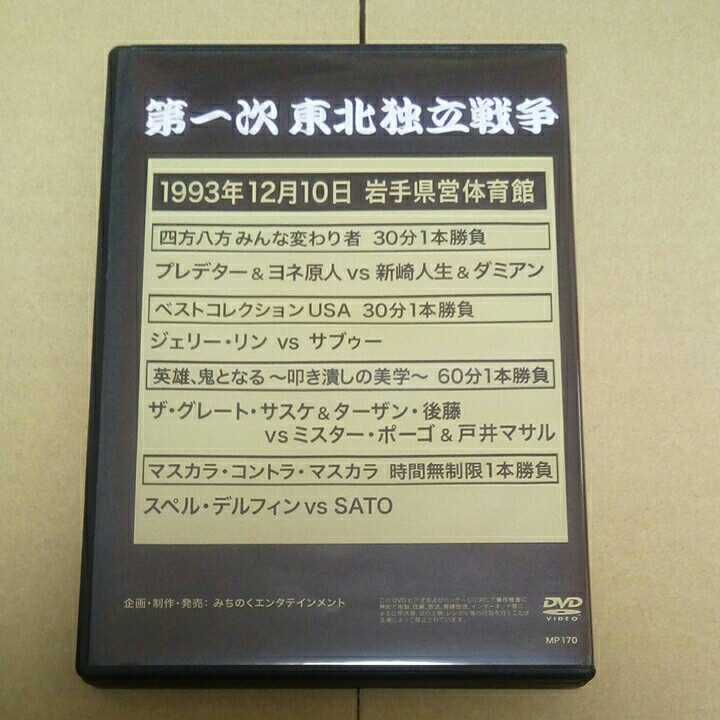 第一次 東北独立戦争
1993年12月10日 岩手県営体育館
四方八方 みんな変わり者 30分1本勝負
プレデター&ヨネ原人 vs 新崎人生&ダミアン
ベストコレクションUSA 30分1本勝負
ジェリー・リン vs サブゥー
英雄、鬼となる 〜叩き潰しの美学〜 60分1本勝負
ザ・グレート・サスケ&ターザン・後藤
vsミスター・ポーゴ&戸井マサル
マスカラ・コントラ・マスカラ 時間無制限1本勝負
スペル・デルフィン vs SATO
企画・制作・発売：みちのくエンタテインメント
DVD
VIDEO
MP170